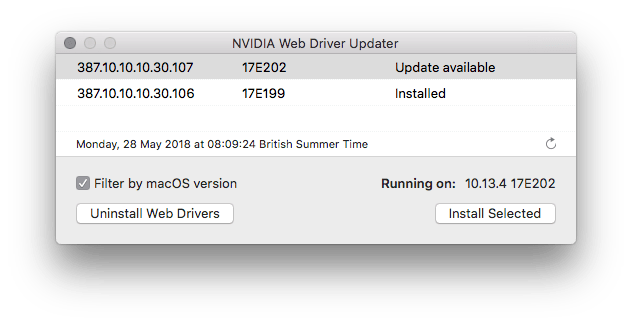 NVIDIA Web Driver Updater
387.10.10.10.30.107 17E202 Update available
387.10.10.10.30.106 17E199 Installed
Monday, 28 May 2018 at 08:09:24 British Summer Time
Filter by macOS version Running on: 10.13.4 17E202
Uninstall Web Drivers Install Selected